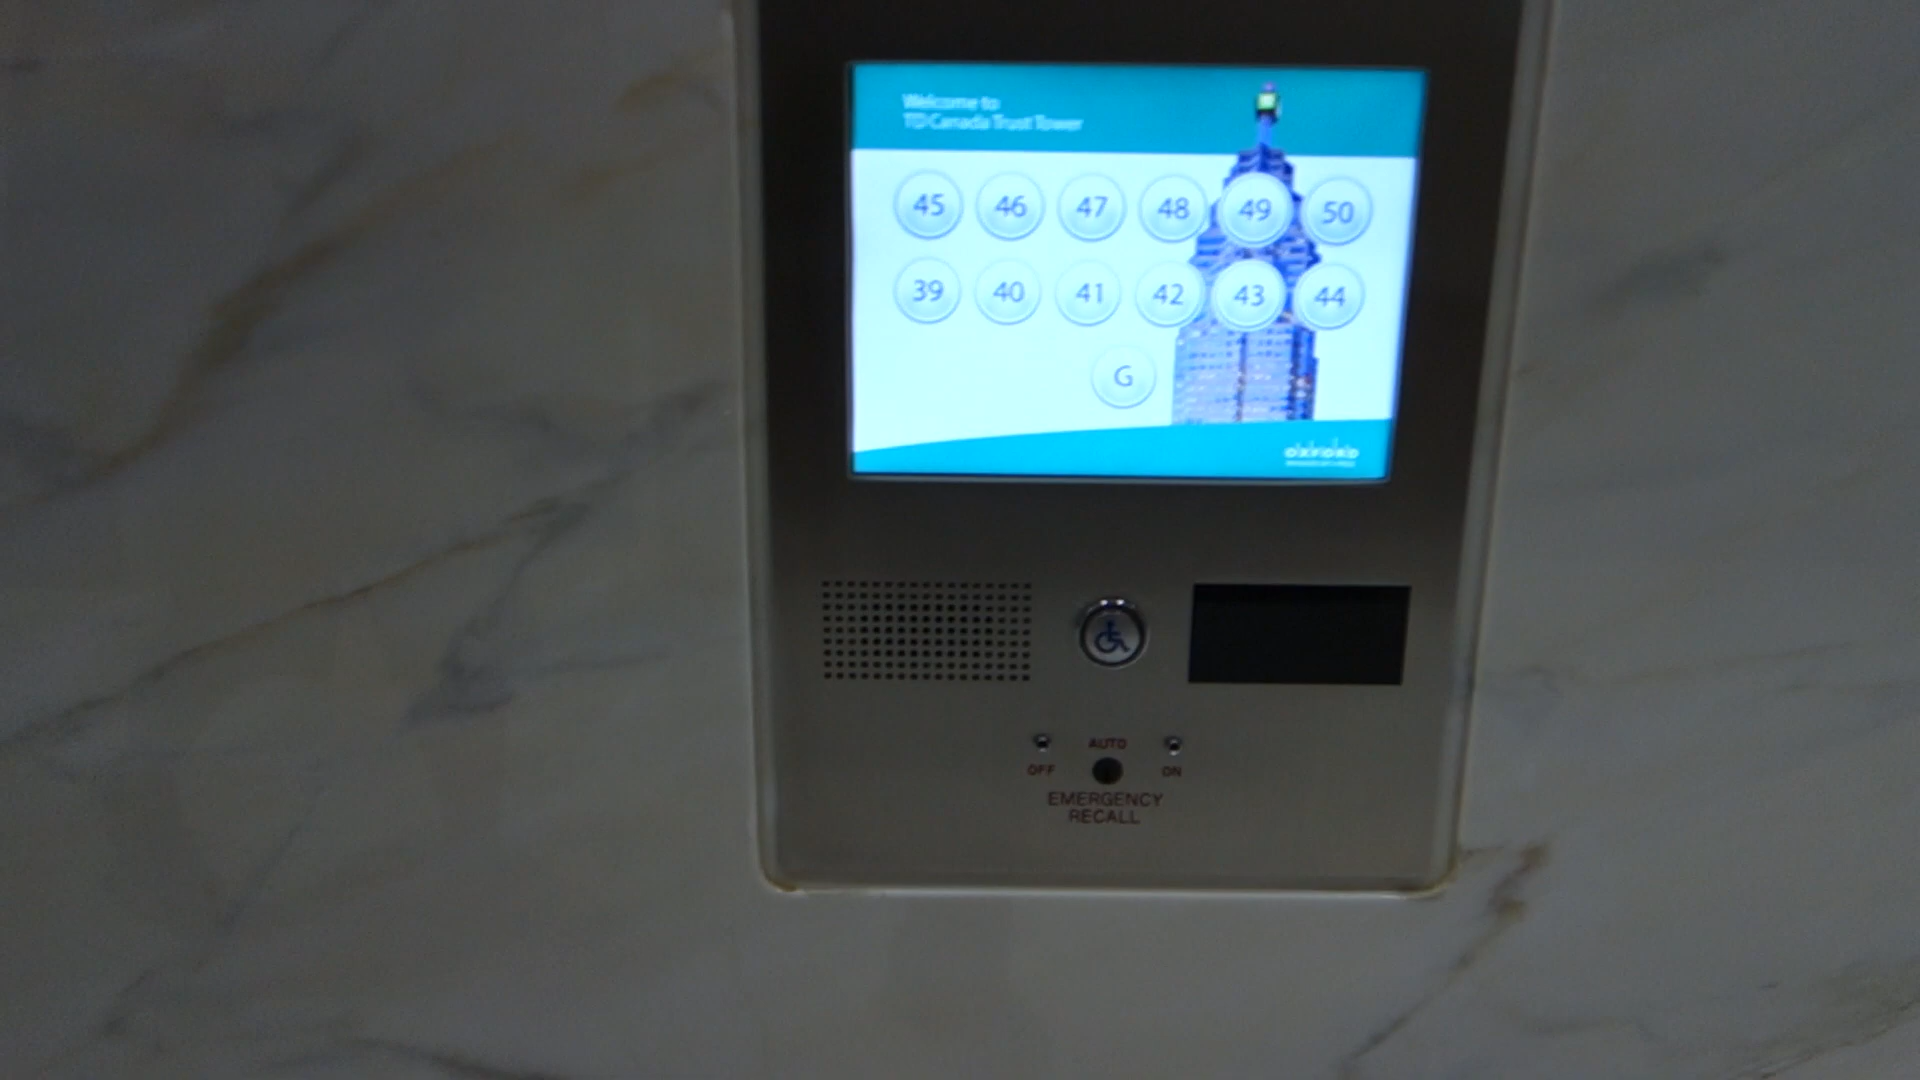 Welcome to
TD Canada Trust Tower
45 46 47 48 49 50
39 40 41 42 43 44
G
OXFORD
AUTO
OFF ON
EMERGENCY
RECALL